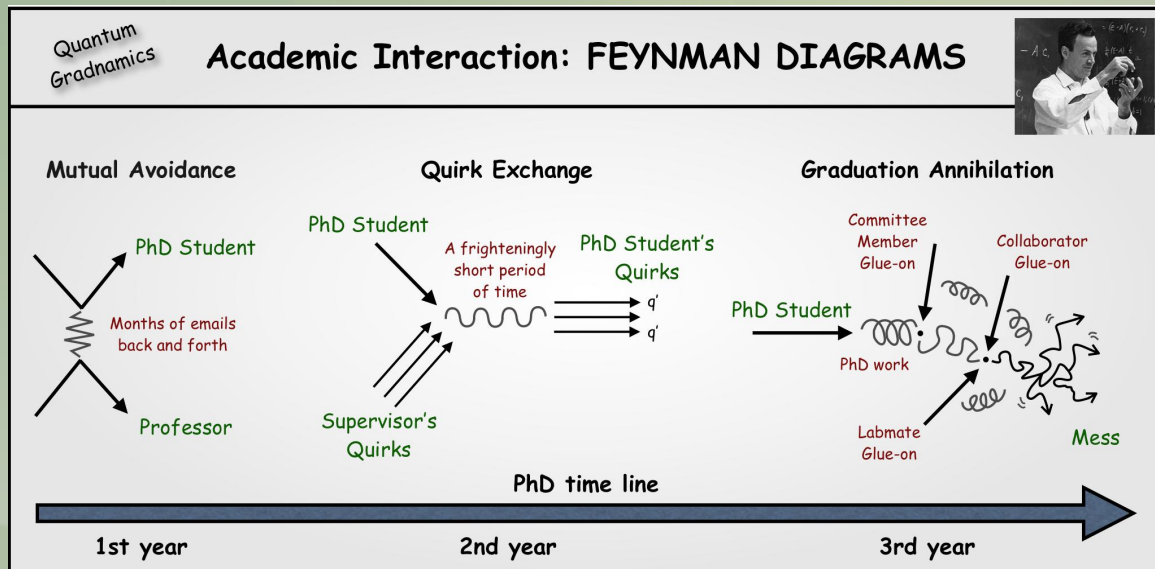 Quantum
Gradnamics
Academic Interaction: FEYNMAN DIAGRAMS
Mutual Avoidance
PhD Student
Months of emails
back and forth
Professor
Quirk Exchange
PhD Student
A frighteningly
short period
of time
PhD Student's
Quirks
q'
q'
Supervisor's
Quirks
Graduation Annihilation
Committee
Member
Glue-on
Collaborator
Glue-on
PhD Student
PhD work
Labmate
Glue-on
Mess
PhD time line
1st year
2nd year
3rd year